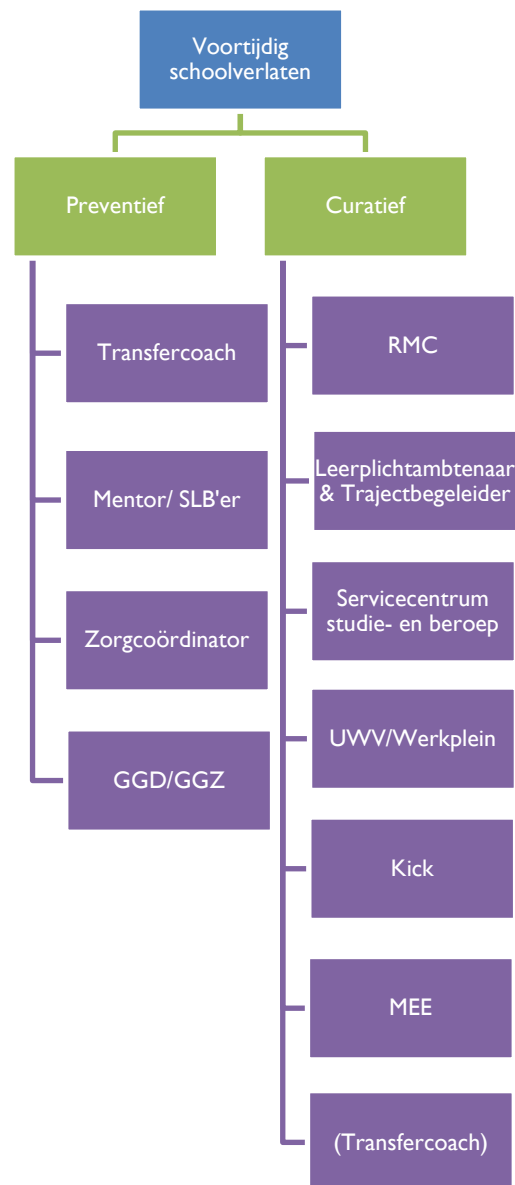 Voortijdig
schoolverlaten
Preventief
Curatief
Transfercoach
Mentor/ SLB'er
Zorgcoördinator
GGD/GGZ
RMC
Leerplichtambtenaar
& Trajectbegeleider
Servicecentrum
studie- en beroep
UWV/Werkplein
Kick
MEE
(Transfercoach)